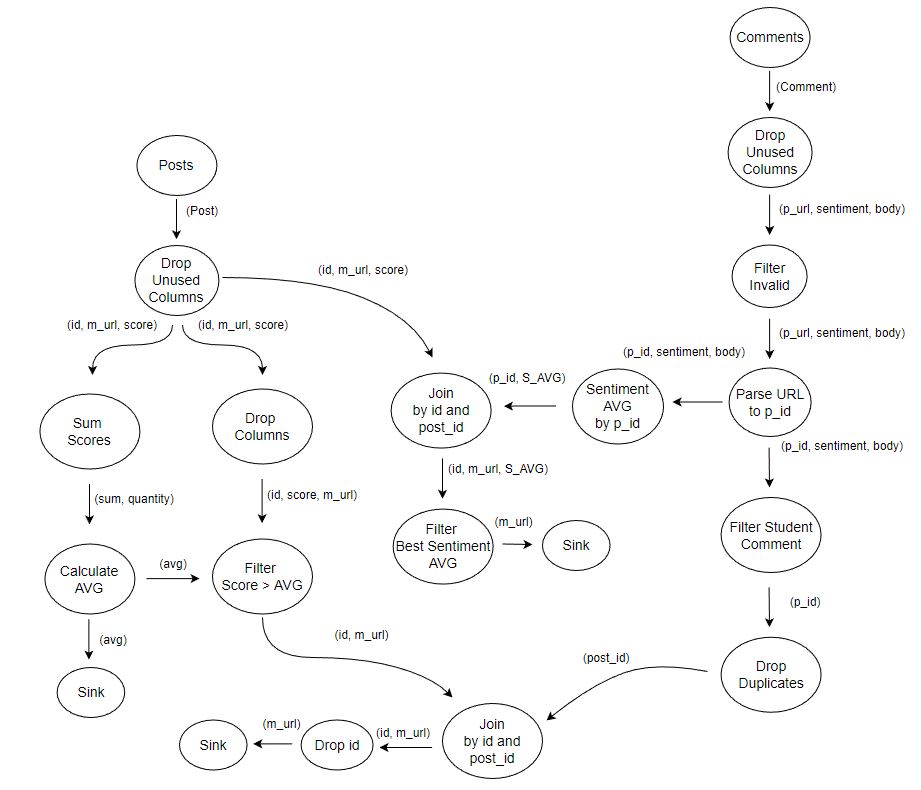 Comments
(Comment)
Drop
Unused
Columns
(p_url, sentiment, body)
Filter
Invalid
(p_url, sentiment, body)
Parse URL
to p_id
(p_id, sentiment, body)
Sentiment
AVG
by p_id
(p_id, S_AVG)
(p_id, sentiment, body)
Filter Student
Comment
(p_id)
Drop
Duplicates
(post_id)
Posts
(Post)
Drop
Unused
Columns
(id, m_url, score)
(id, m_url, score)
(id, m_url, score)
Sum
Scores
Drop
Columns
Join
by id and
post_id
(sum, quantity)
(id, score, m_url)
(id, m_url, S_AVG)
Calculate
AVG
(avg)
Filter
Score > AVG
Filter
Best Sentiment
AVG
(m_url)
Sink
(avg)
Sink
(id, m_url)
Join
by id and
post_id
(id, m_url)
Drop id
(m_url)
Sink